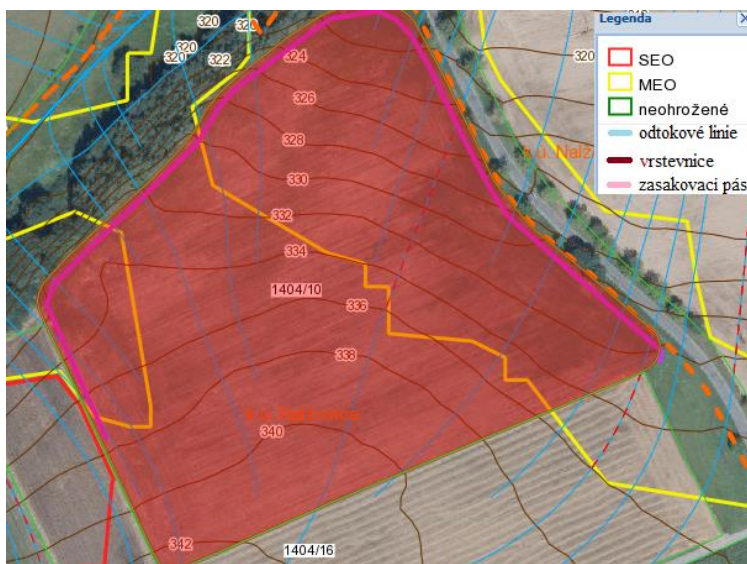 Legenda
SEO
MEO
neohrožené
odtokové linie
vrstevnice
zasakovací pás
320
320
320
320
322
324
320
326
328
330
332
334
1404/10
336
338
340
342
1404/16